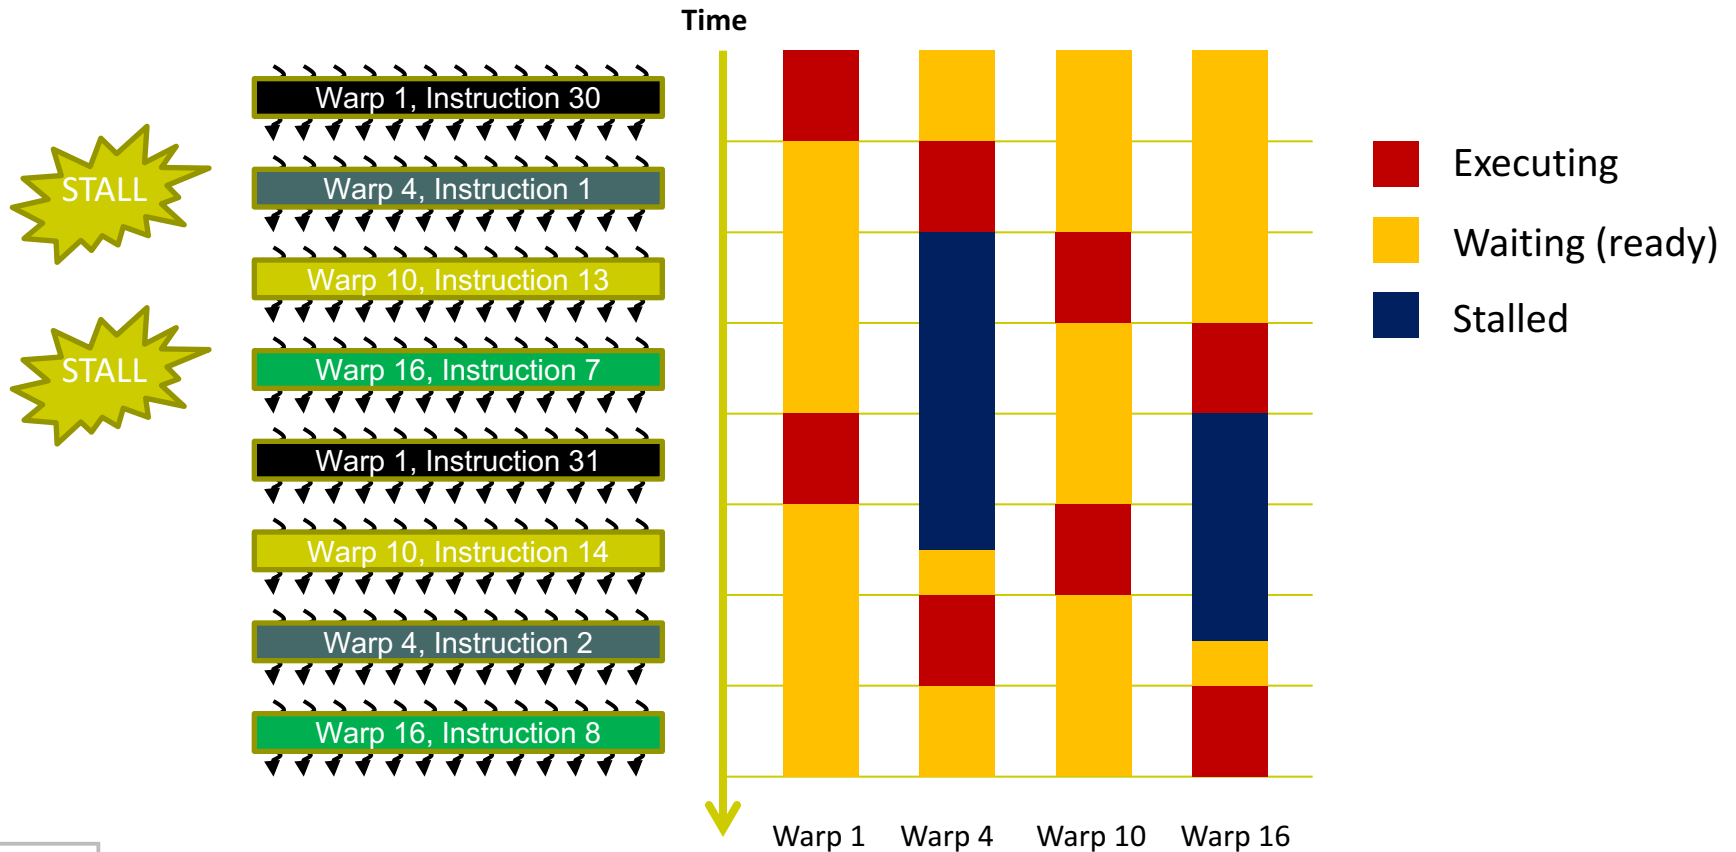 Time
Warp 1, Instruction 30
STALL
Warp 4, Instruction 1
Warp 10, Instruction 13
STALL
Warp 16, Instruction 7
Warp 1, Instruction 31
Warp 10, Instruction 14
Warp 4, Instruction 2
Warp 16, Instruction 8
Executing
Waiting (ready)
Stalled
Warp 1 Warp 4 Warp 10 Warp 16